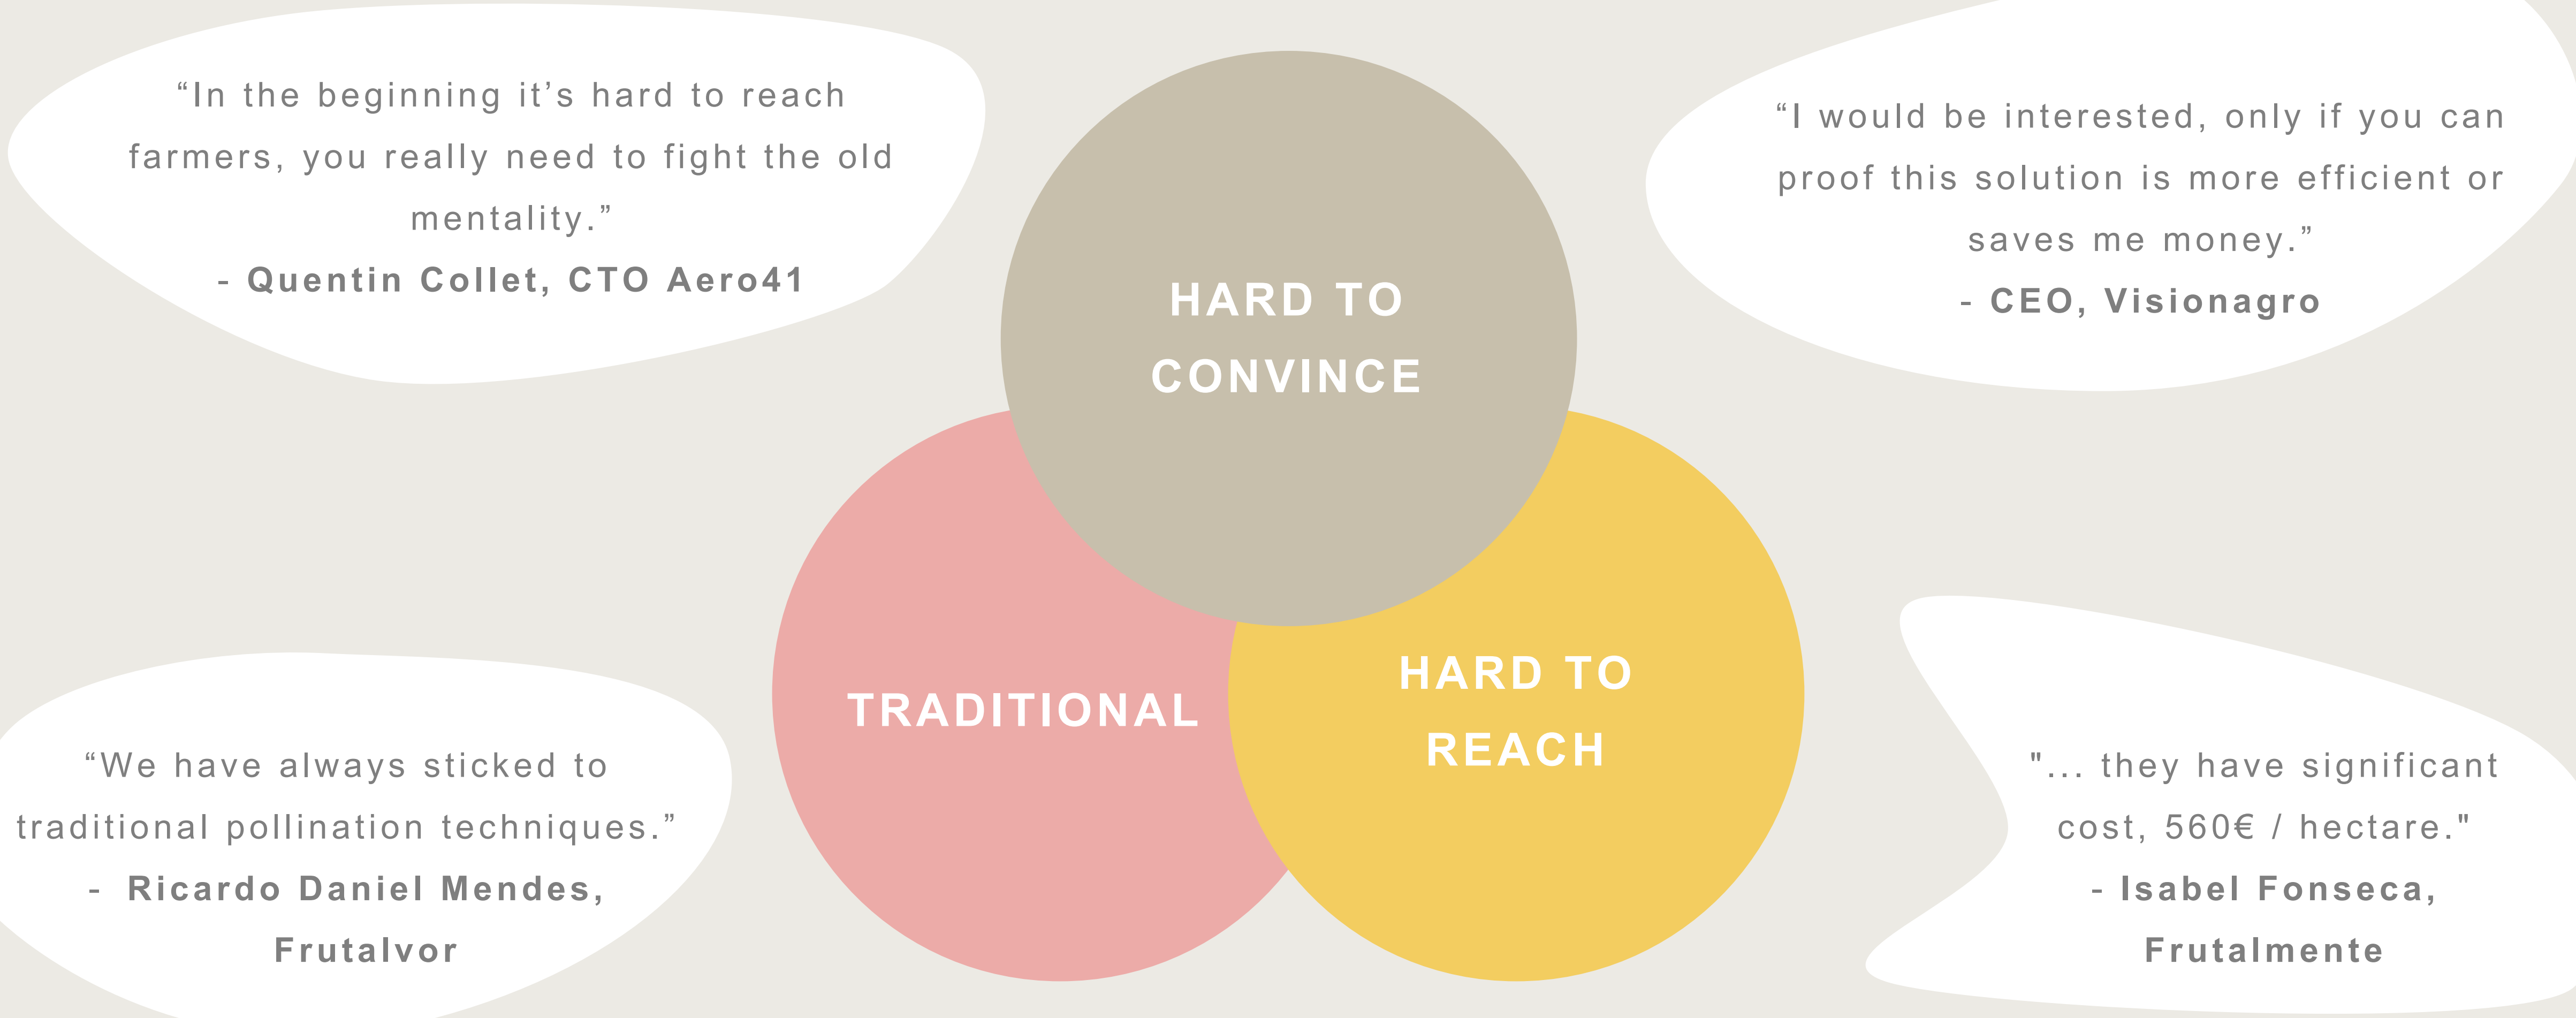 “In the beginning it’s hard to reach
farmers, you really need to fight the old
mentality.”
- Quentin Collet, CTO Aero41
“I would be interested, only if you can
proof this solution is more efficient or
saves me money.”
- CEO, Visionagro
HARD TO
CONVINCE
TRADITIONAL
HARD TO
REACH
“We have always sticked to
traditional pollination techniques.”
- Ricardo Daniel Mendes,
Frutalvor
"... they have significant
cost, 560€ / hectare."
- Isabel Fonseca,
Frutalmente